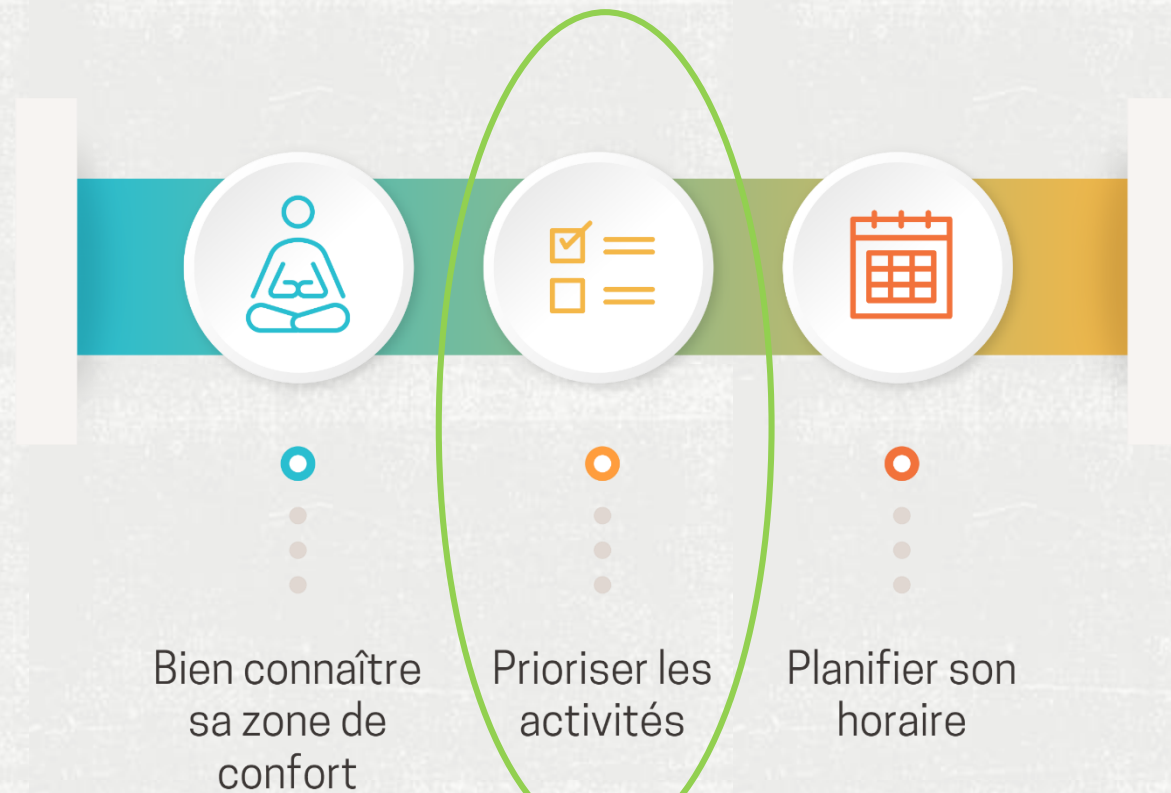 Bien connaître
sa zone de
confort
Prioriser les
activités
Planifier son
horaire